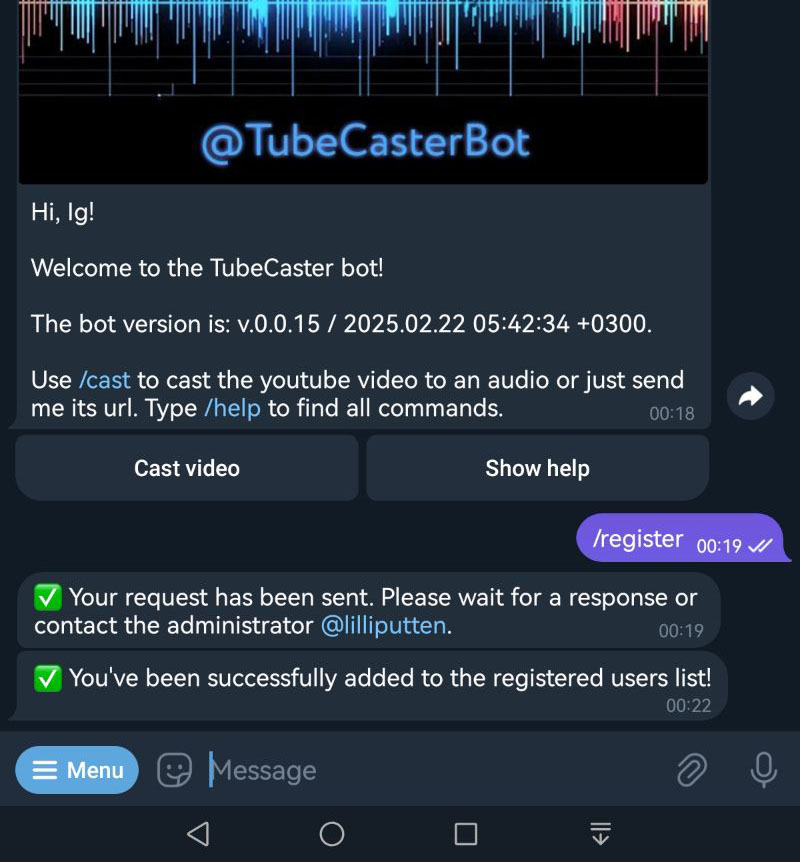 @TubeCasterBot
Hi, Ig!
Welcome to the TubeCaster bot!
The bot version is: v.0.0.15 / 2025.02.22 05:42:34 +0300.
Use /cast to cast the youtube video to an audio or just send
me its url. Type /help to find all commands.
00:18
Cast video
Show help
/register 00:19
✅ Your request has been sent. Please wait for a response or
contact the administrator @lilliputten.
00:19
✅ You've been successfully added to the registered users list!
00:22
Menu
Message